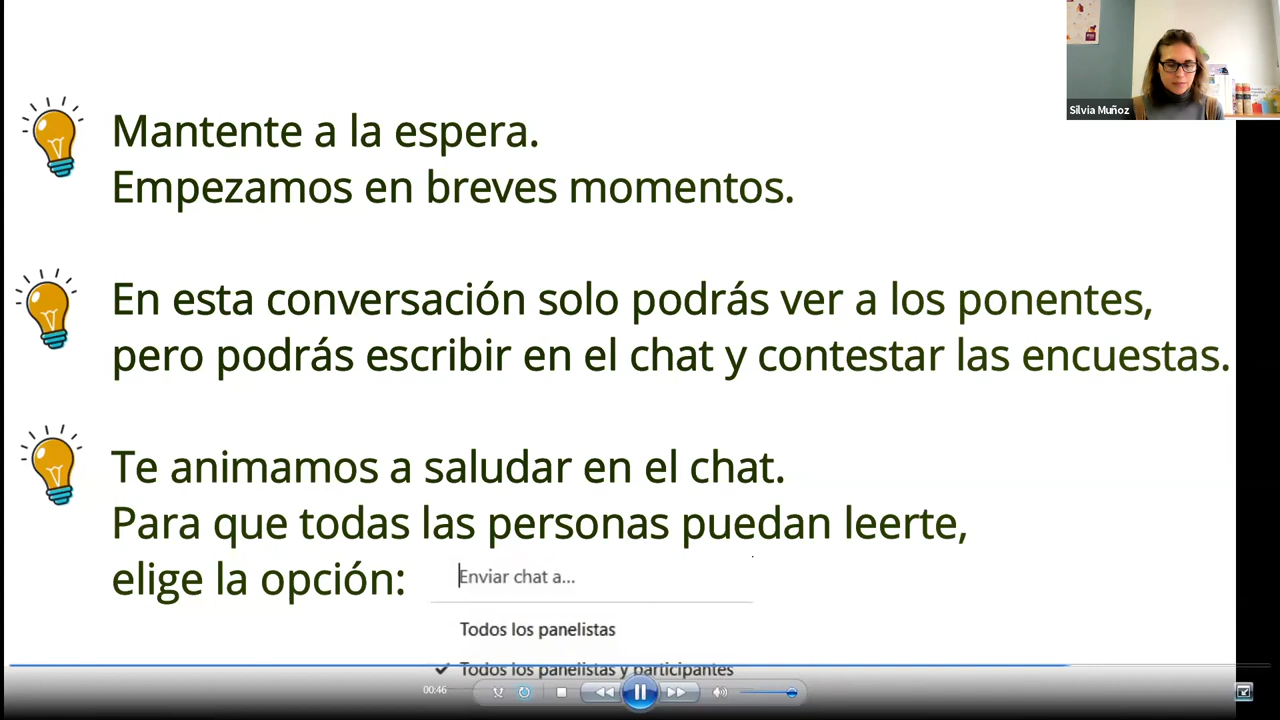 Silvia Muñoz
Mantente a la espera.
Empezamos en breves momentos.
En esta conversación solo podrás ver a los ponentes,
pero podrás escribir en el chat y contestar las encuestas.
Te animamos a saludar en el chat.
Para que todas las personas puedan leerte,
elige la opción:
Enviar chat a...
Todos los panelistas
Todos los panelistas y participantes
00:46